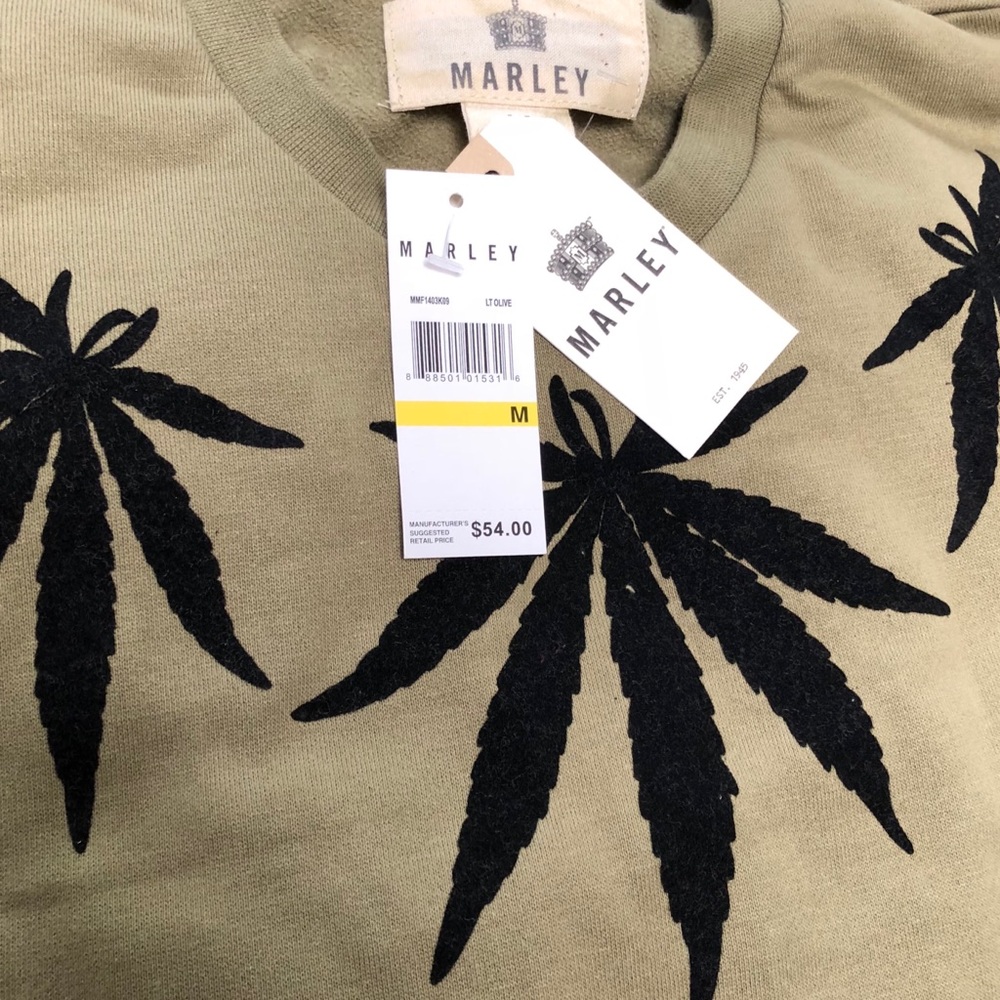 M
MARLEY
MARLEY
MMF1403K09 LT OLIVE
8 88501 01531 6
M
MANUFACTURER'S
SUGGESTED
RETAIL PRICE
$54.00
M
MARLEY
EST. 1945